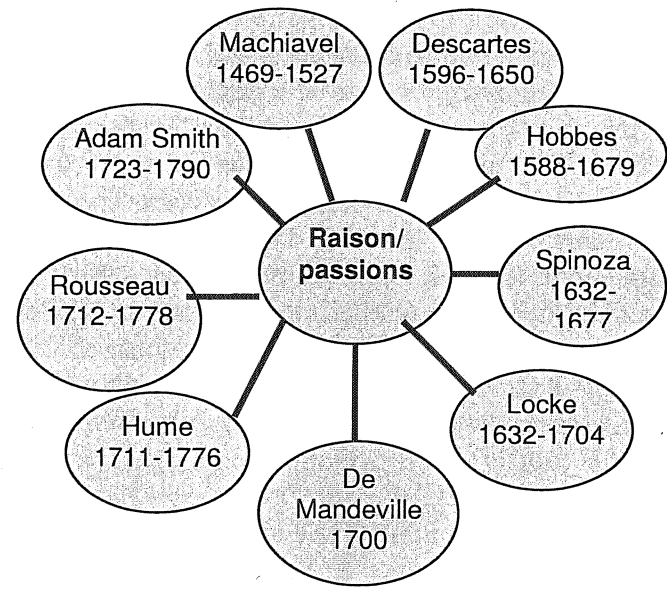 Machiavel
1469-1527
Descartes
1596-1650
Hobbes
1588-1679
Spinoza
1632-
1677
Locke
1632-1704
De
Mandeville
1700
Hume
1711-1776
Rousseau
1712-1778
Adam Smith
1723-1790
Raison/
passions